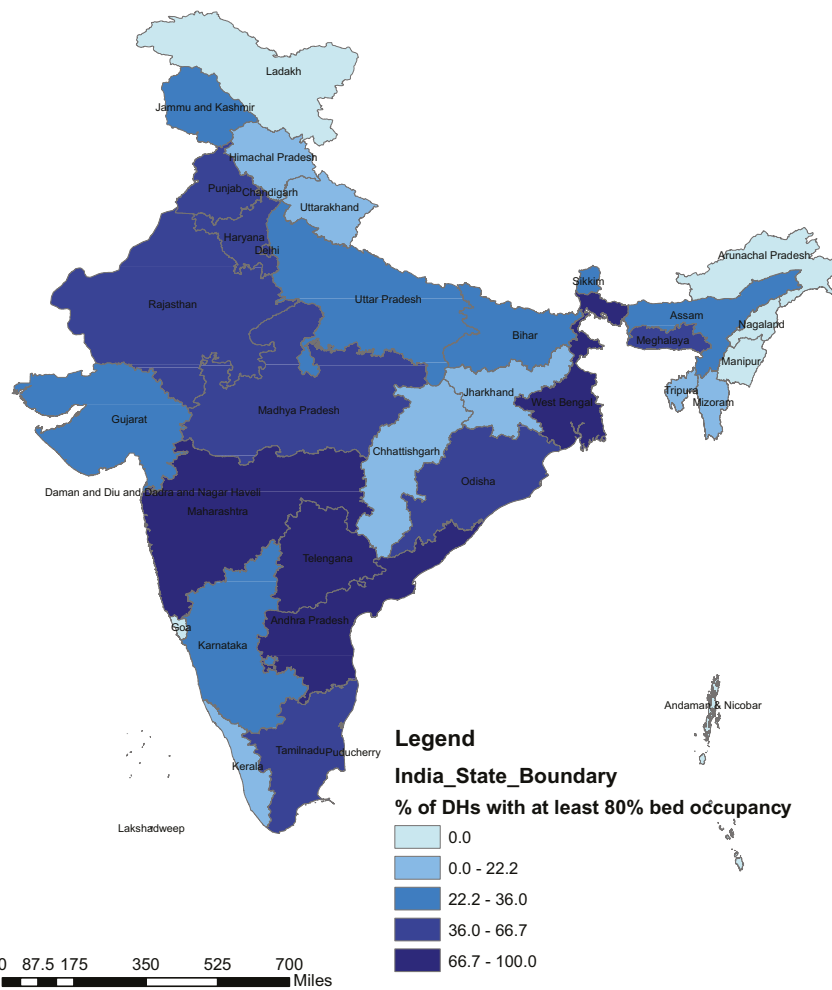 Ladakh
Jammu and Kashmir
Himachal Pradesh
Punjab
Chandigarh
Uttarakhand
Haryana
Delhi
Arunachal Pradesh
Sikkim
Rajasthan
Uttar Pradesh
Assam
Nagaland
Bihar
Meghalaya
Manipur
Jharkhand
Tripura
Mizoram
West Bengal
Madhya Pradesh
Gujarat
Chhattishgarh
Odisha
Daman and Diu and Dadra and Nagar Haveli
Maharashtra
Telengana
Goa
Andhra Pradesh
Karnataka
Andaman & Nicobar
Tamilnadu
Puducherry
Kerala
Lakshadweep
Legend
India_State_Boundary
% of DHs with at least 80% bed occupancy
0.0
0.0 - 22.2
22.2 - 36.0
36.0 - 66.7
66.7 - 100.0
0 87.5 175 350 525 700
Miles